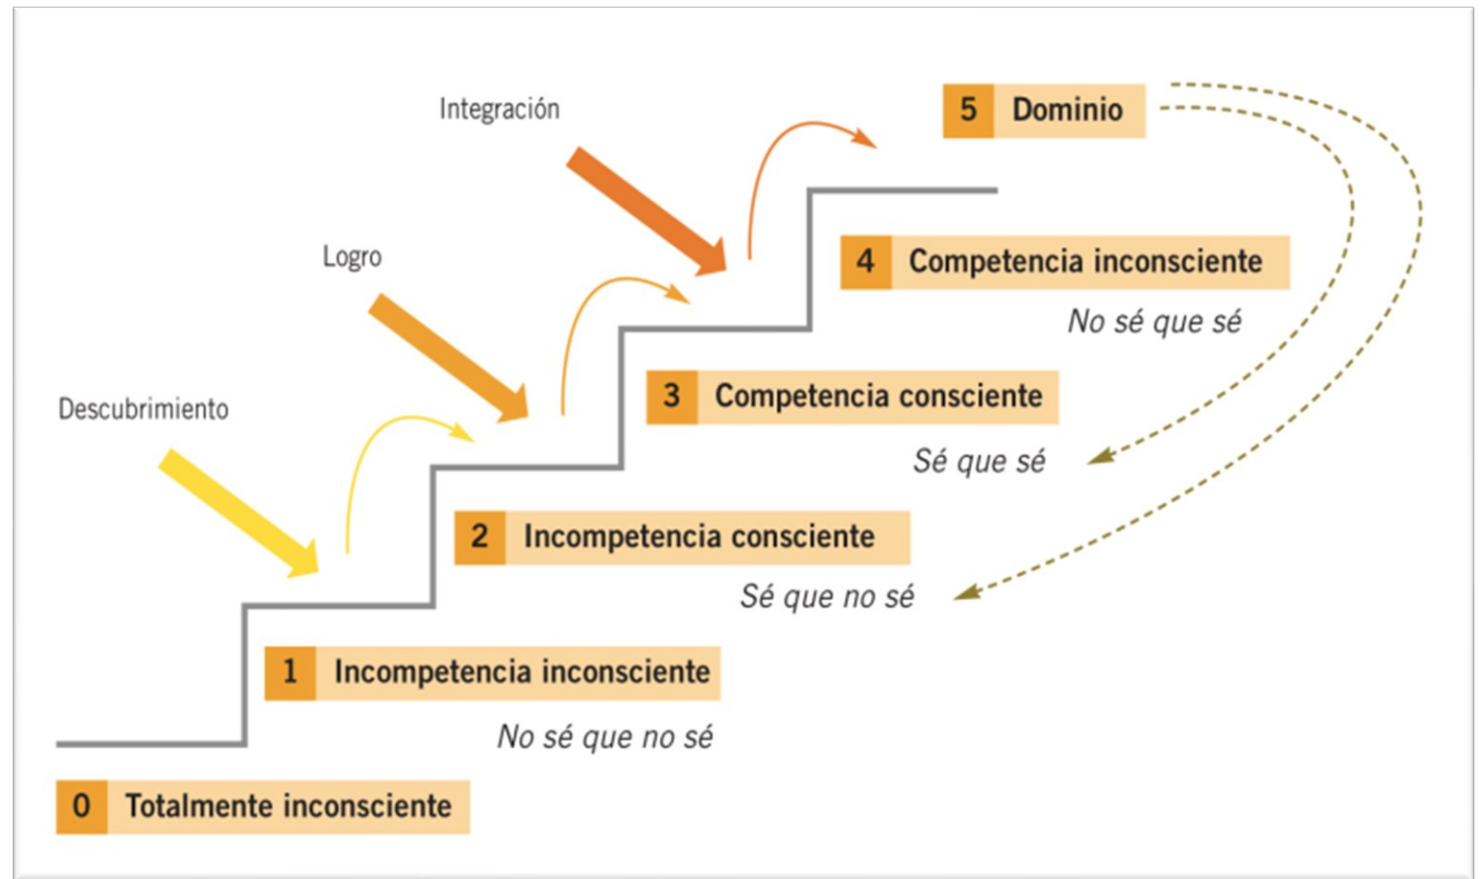 Integración
5 Dominio
Logro
4 Competencia inconsciente
No sé que sé
Descubrimiento
3 Competencia consciente
Sé que sé
2 Incompetencia consciente
Sé que no sé
1 Incompetencia inconsciente
No sé que no sé
0 Totalmente inconsciente